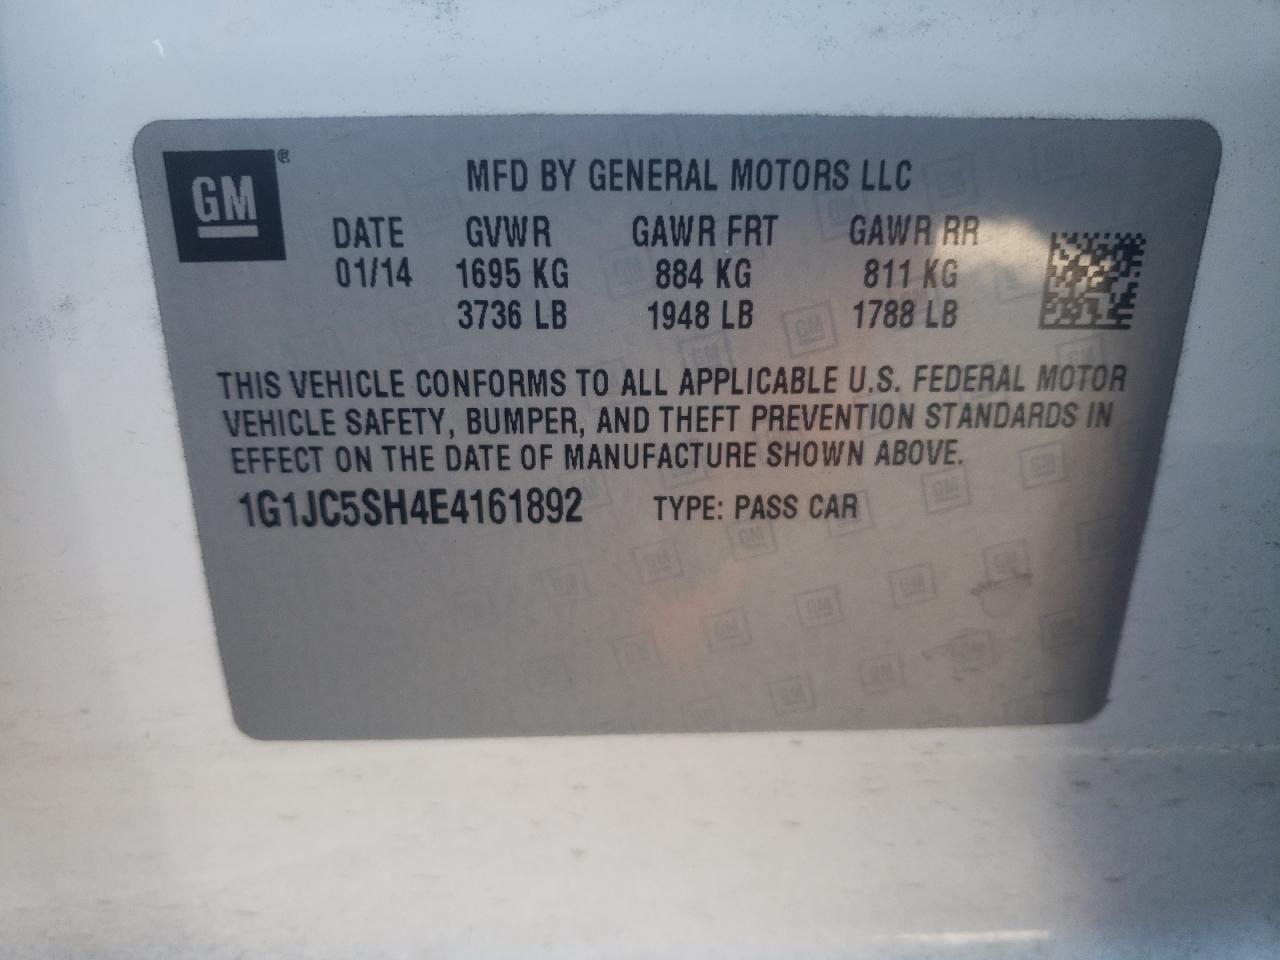 GM®
MFD BY GENERAL MOTORS LLC
DATE GVWR GAWR FRT GAWR RR
01/14 1695 KG 884 KG 811 KG
3736 LB 1948 LB 1788 LB
THIS VEHICLE CONFORMS TO ALL APPLICABLE U.S. FEDERAL MOTOR
VEHICLE SAFETY, BUMPER, AND THEFT PREVENTION STANDARDS IN
EFFECT ON THE DATE OF MANUFACTURE SHOWN ABOVE.
1G1JC5SH4E4161892 TYPE: PASS CAR